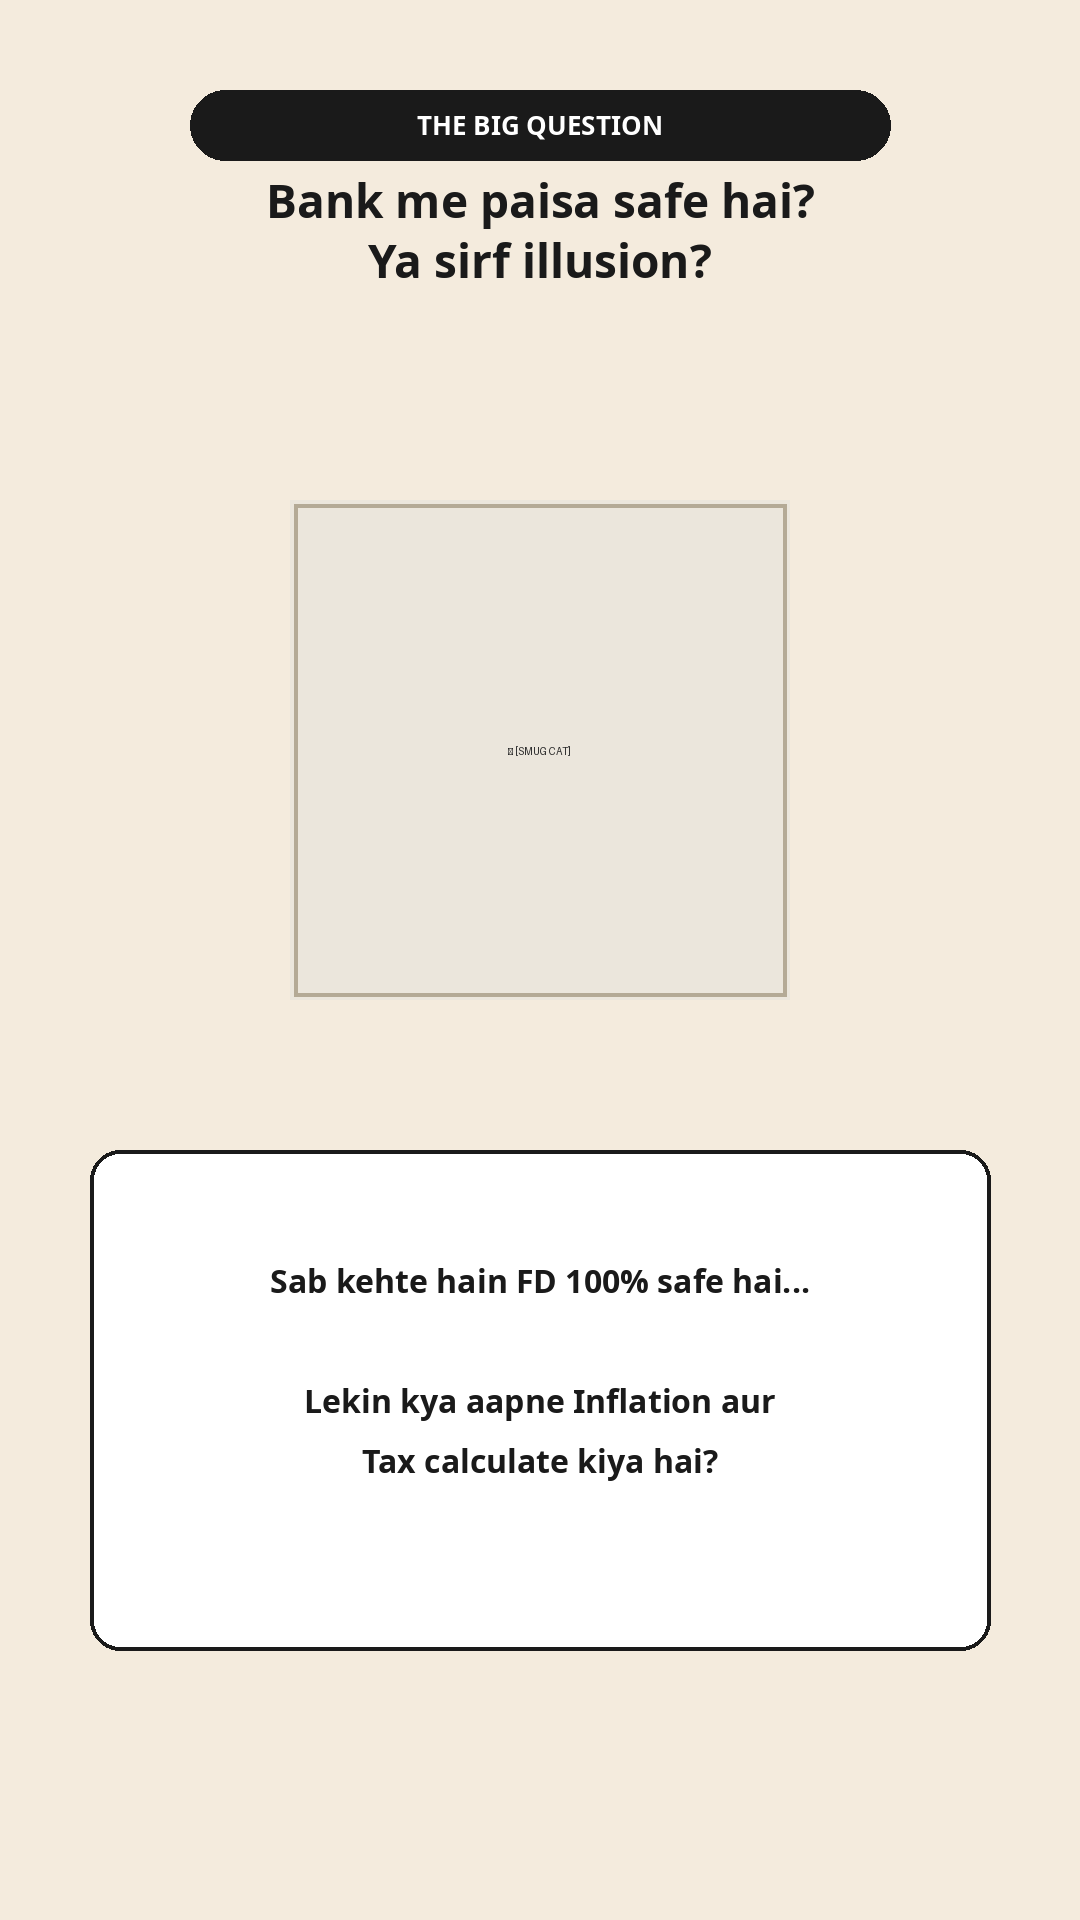 THE BIG QUESTION
Bank me paisa safe hai?
Ya sirf illusion?
[SMUG CAT]
Sab kehte hain FD 100% safe hai...
Lekin kya aapne Inflation aur
Tax calculate kiya hai?